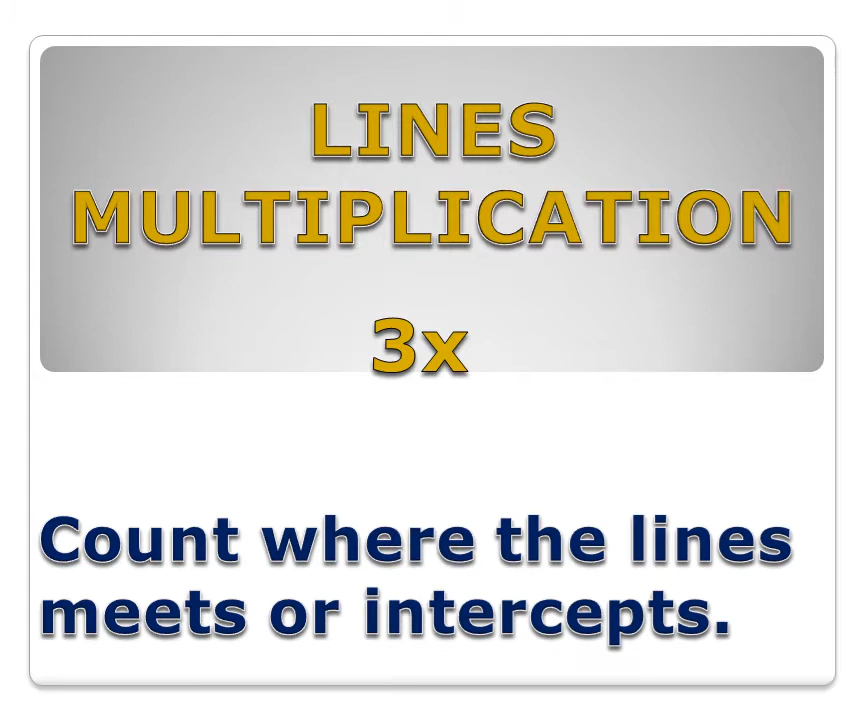 LINES
MULTIPLICATION
3x
Count where the lines
meets or intercepts.